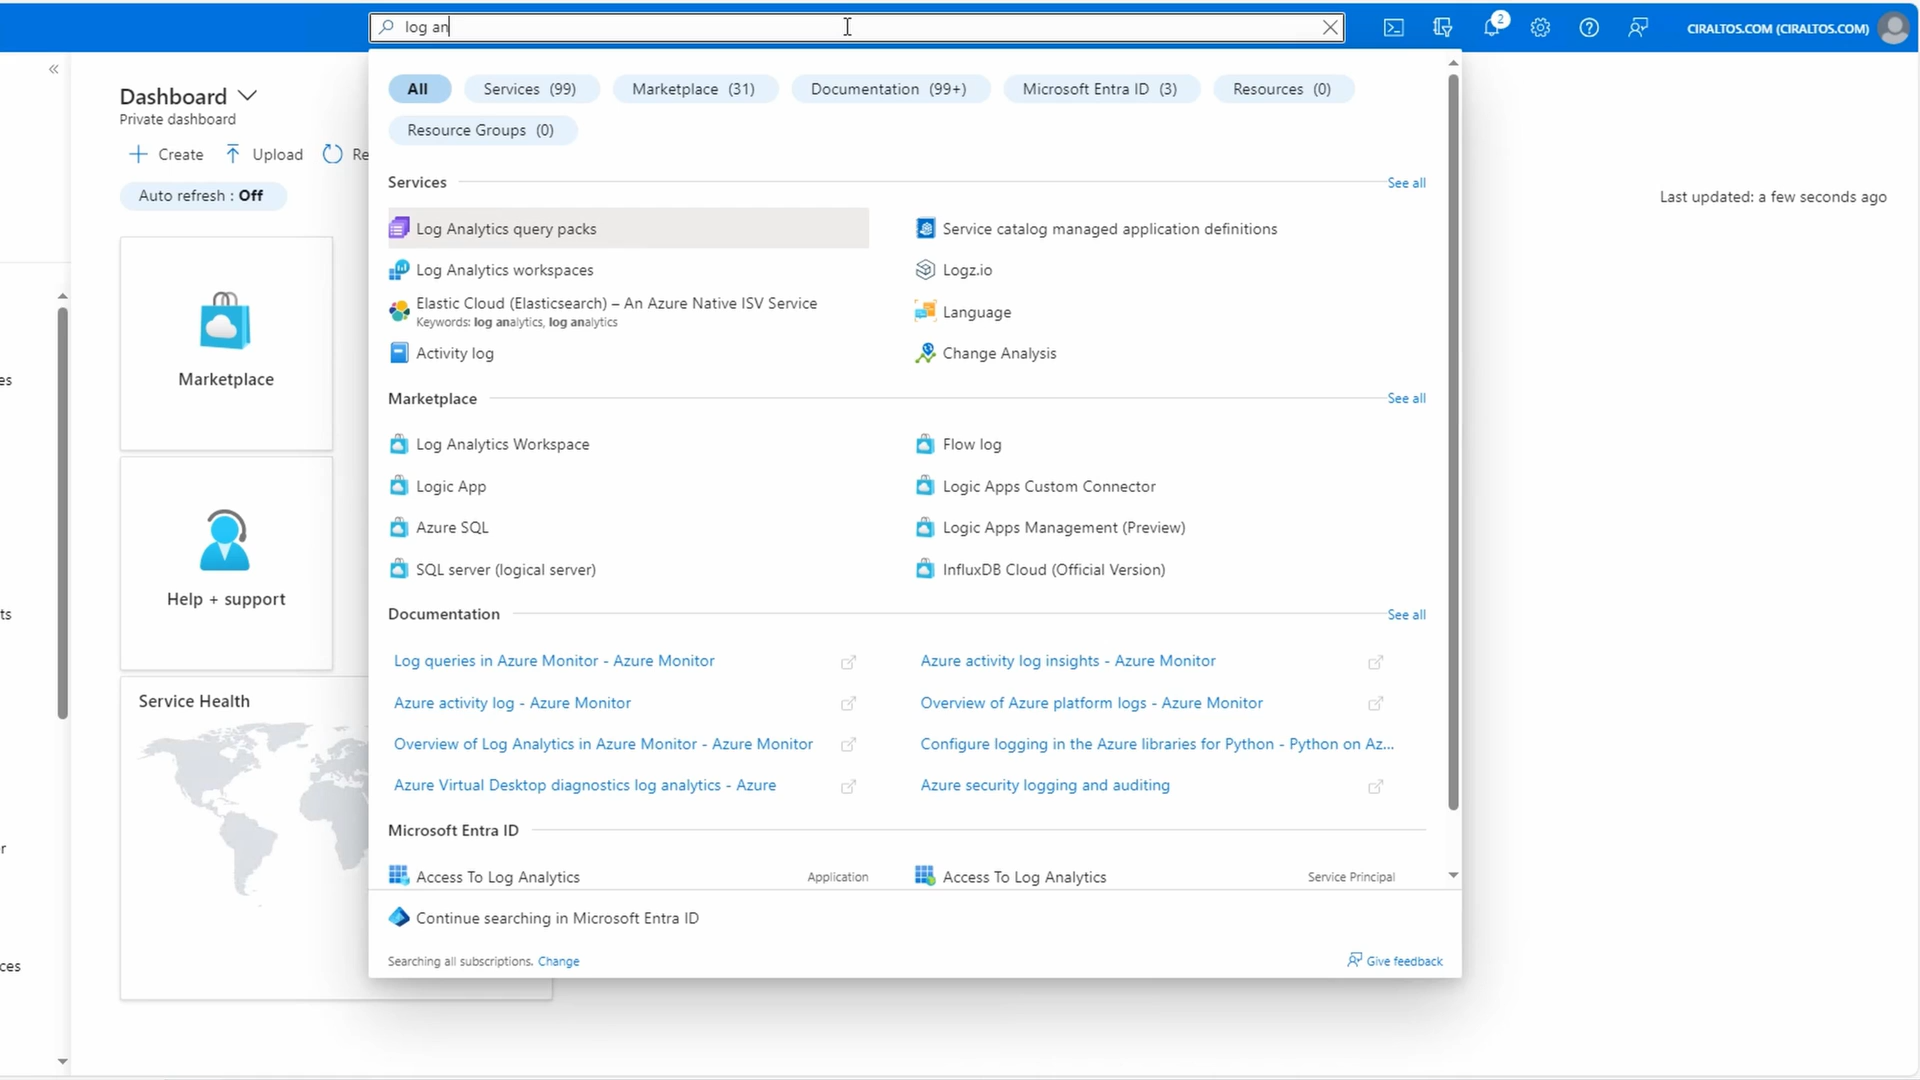 log an
2
CIRALTOS.COM (CIRALTOS.COM)
Dashboard
Private dashboard
Create
Upload
Re
Auto refresh : Off
Last updated: a few seconds ago
Marketplace
Help + support
Service Health
es
ts
r
ces
All
Services (99)
Marketplace (31)
Documentation (99+)
Microsoft Entra ID (3)
Resources (0)
Resource Groups (0)
Services
See all
Log Analytics query packs
Service catalog managed application definitions
Log Analytics workspaces
Logz.io
Elastic Cloud (Elasticsearch) – An Azure Native ISV Service
Keywords: log analytics, log analytics
Language
Activity log
Change Analysis
Marketplace
See all
Log Analytics Workspace
Flow log
Logic App
Logic Apps Custom Connector
Azure SQL
Logic Apps Management (Preview)
SQL server (logical server)
InfluxDB Cloud (Official Version)
Documentation
See all
Log queries in Azure Monitor - Azure Monitor
Azure activity log insights - Azure Monitor
Azure activity log - Azure Monitor
Overview of Azure platform logs - Azure Monitor
Overview of Log Analytics in Azure Monitor - Azure Monitor
Configure logging in the Azure libraries for Python - Python on Az...
Azure Virtual Desktop diagnostics log analytics - Azure
Azure security logging and auditing
Microsoft Entra ID
Access To Log Analytics
Application
Access To Log Analytics
Service Principal
Continue searching in Microsoft Entra ID
Searching all subscriptions. Change
Give feedback